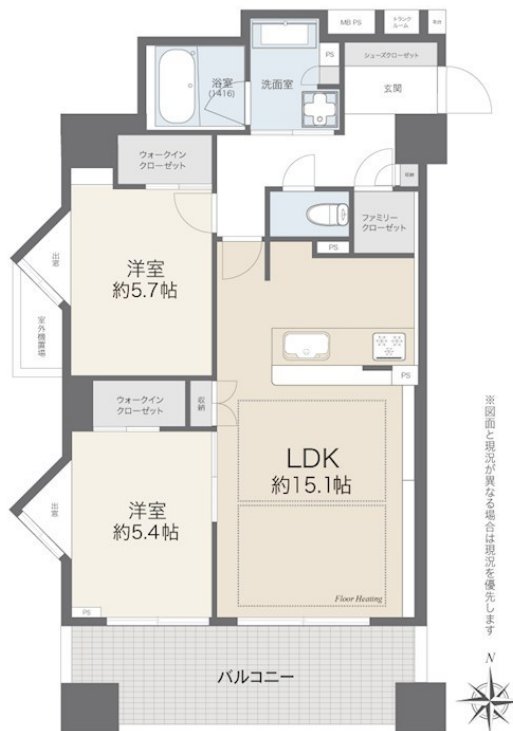 MB PS
トランク
ルーム
PS
シューズクローゼット
浴室
(1416)
洗面室
玄関
ウォークイン
クローゼット
収納
ファミリー
クローゼット
PS
出窓
洋室
約5.7帖
室外機置場
PS
ウォークイン
クローゼット
収納
LDK
約15.1帖
出窓
洋室
約5.4帖
PS
Floor Heating
バルコニー
※図面と現況が異なる場合は現況を優先します
N